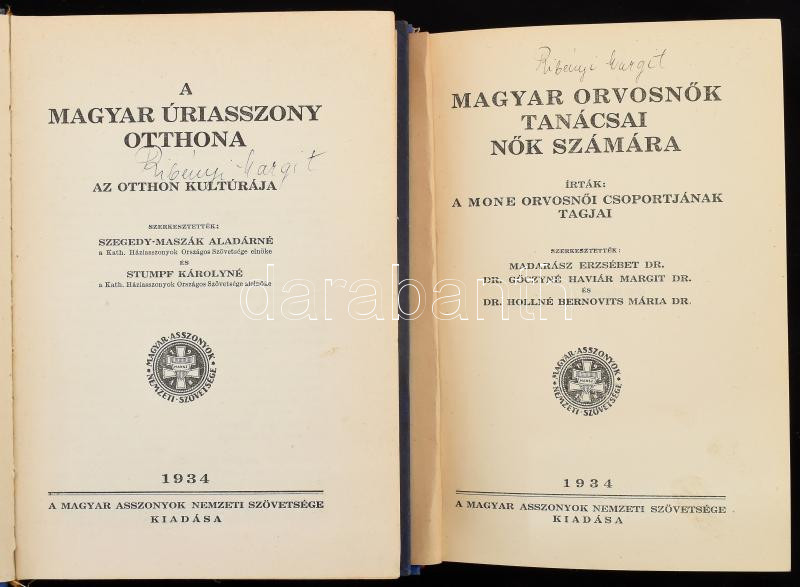 A
MAGYAR ÚRIASSZONY
OTTHONA
Ribényi Margit
AZ OTTHON KULTÚRÁJA
SZERKESZTETTÉK:
SZEGEDY-MASZÁK ALADÁRNÉ
a Kath. Háziasszonyok Országos Szövetsége elnöke
ÉS
STUMPF KÁROLYNÉ
a Kath. Háziasszonyok Országos Szövetsége alelnöke
MAGYAR·ASSZONYOK
NEMZETI·SZÖVETSÉGE
1934
A MAGYAR ASSZONYOK NEMZETI SZÖVETSÉGE
KIADÁSA
Ribényi Margit
MAGYAR ORVOSNŐK
TANÁCSAI
NŐK SZÁMÁRA
ÍRTÁK:
A MONE ORVOSNŐI CSOPORTJÁNAK
TAGJAI
SZERKESZTETTÉK:
MADARÁSZ ERZSÉBET DR.
DR. GÖCZYNÉ HAVIÁR MARGIT DR.
ÉS
DR. HOLLNÉ BERNOVITS MÁRIA DR.
MAGYAR·ASSZONYOK
NEMZETI·SZÖVETSÉGE
1934
A MAGYAR ASSZONYOK NEMZETI SZÖVETSÉGE
KIADÁSA
darabanth